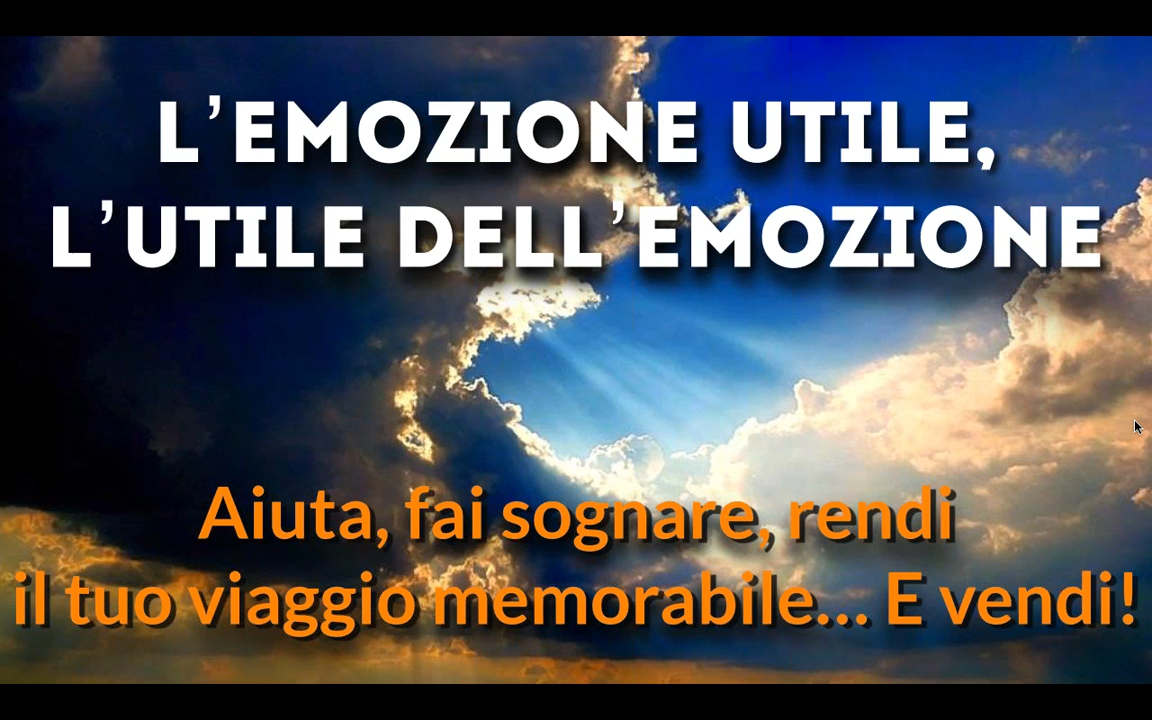 L’EMOZIONE UTILE,
L’UTILE DELL’EMOZIONE
Aiuta, fai sognare, rendi
il tuo viaggio memorabile... E vendi!